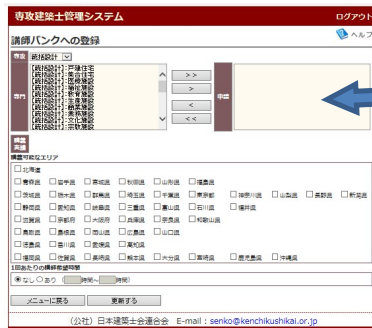 専攻建築士管理システム ログアウト
講師バンクへの登録 ヘルプ
専攻 統括設計
専門
【統括設計】:戸建住宅
【統括設計】:集合住宅
【統括設計】:医療施設
【統括設計】:福祉施設
【統括設計】:教育施設
【統括設計】:生産施設
【統括設計】:商業施設
【統括設計】:業務施設
【統括設計】:文化施設
【統括設計】:宗教施設
>>
>
<
<<
申請
講習
実績
講習可能なエリア
北海道
青森県 岩手県 宮城県 秋田県 山形県 福島県
茨城県 栃木県 群馬県 埼玉県 千葉県 東京都 神奈川県 山梨県 長野県 新潟県
静岡県 愛知県 岐阜県 三重県 富山県 石川県 福井県
滋賀県 京都府 大阪府 兵庫県 奈良県 和歌山県
鳥取県 島根県 岡山県 広島県 山口県
徳島県 香川県 愛媛県 高知県
福岡県 佐賀県 長崎県 熊本県 大分県 宮崎県 鹿児島県 沖縄県
1回あたりの講師希望時間
なし あり ( 時間~ 時間)
メニューに戻る 更新する
(公社)日本建築士会連合会 E-mail：senko@kenchikushikai.or.jp